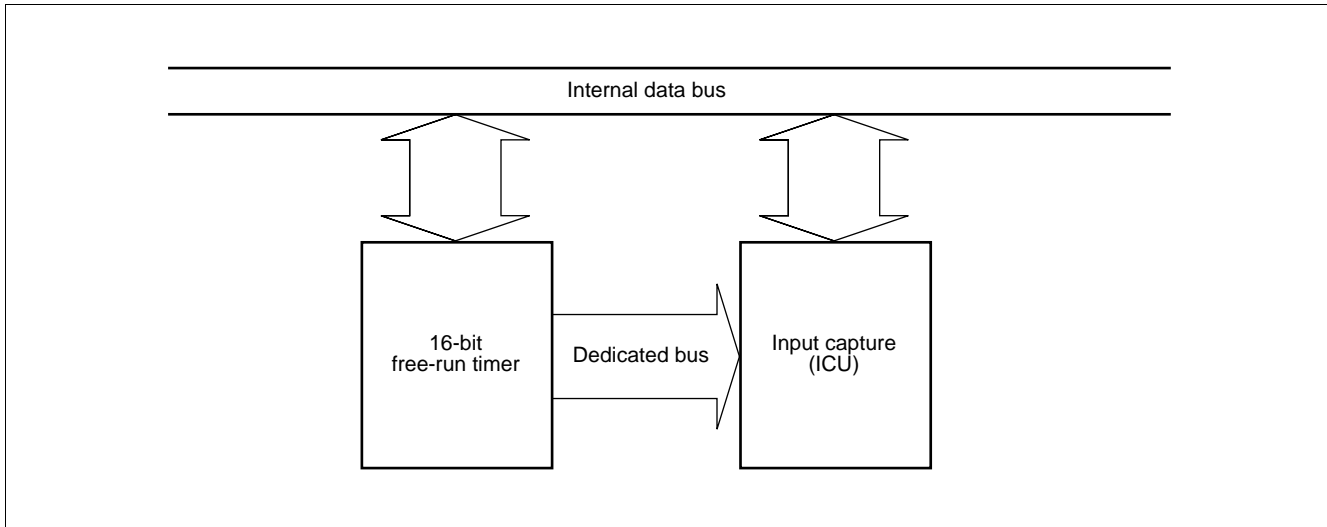 Internal data bus
16-bit
free-run timer
Dedicated bus
Input capture
(ICU)